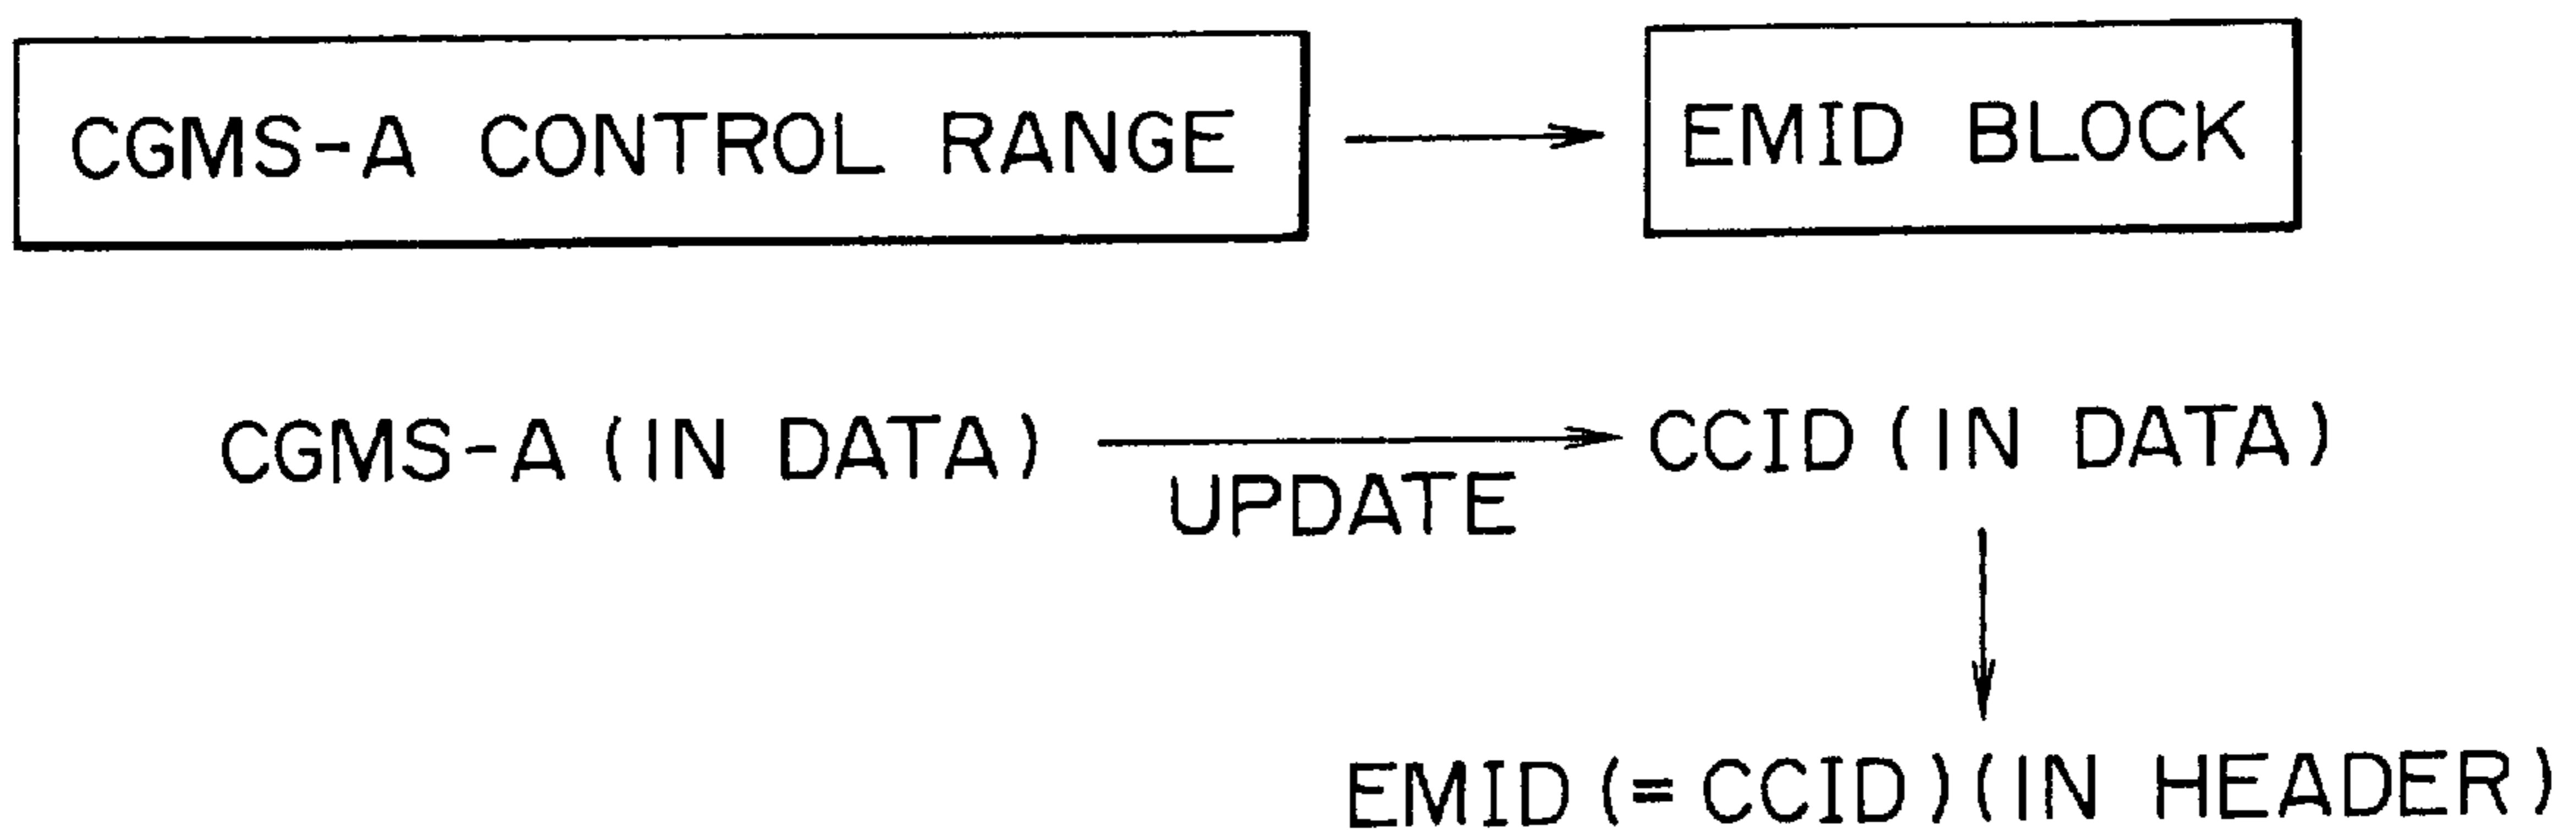 CGMS-A CONTROL RANGE EMID BLOCK
CGMS-A (IN DATA) CCID (IN DATA)
UPDATE
EMID (= CCID) (IN HEADER)